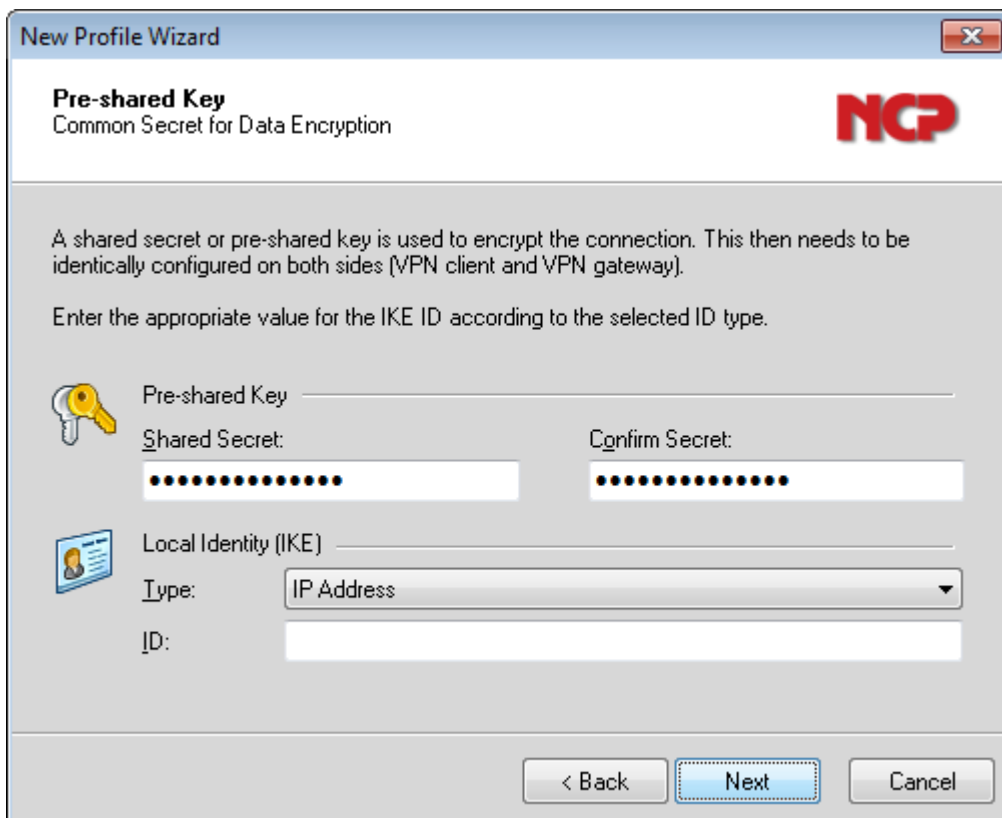 New Profile Wizard
Pre-shared Key
Common Secret for Data Encryption
NCP
A shared secret or pre-shared key is used to encrypt the connection. This then needs to be
identically configured on both sides (VPN client and VPN gateway).
Enter the appropriate value for the IKE ID according to the selected ID type.
Pre-shared Key
Shared Secret: Confirm Secret:
•••••••••••••• ••••••••••••••
Local Identity (IKE)
Type: IP Address
ID:
< Back Next Cancel